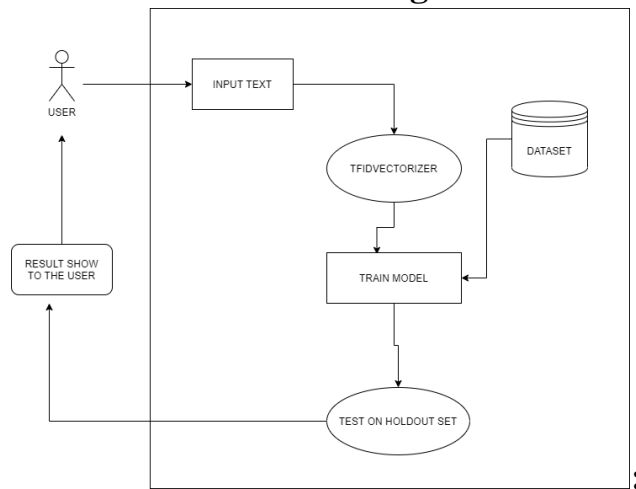 INPUT TEXT
USER
TFIDVECTORIZER
DATASET
RESULT SHOW
TO THE USER
TRAIN MODEL
TEST ON HOLDOUT SET